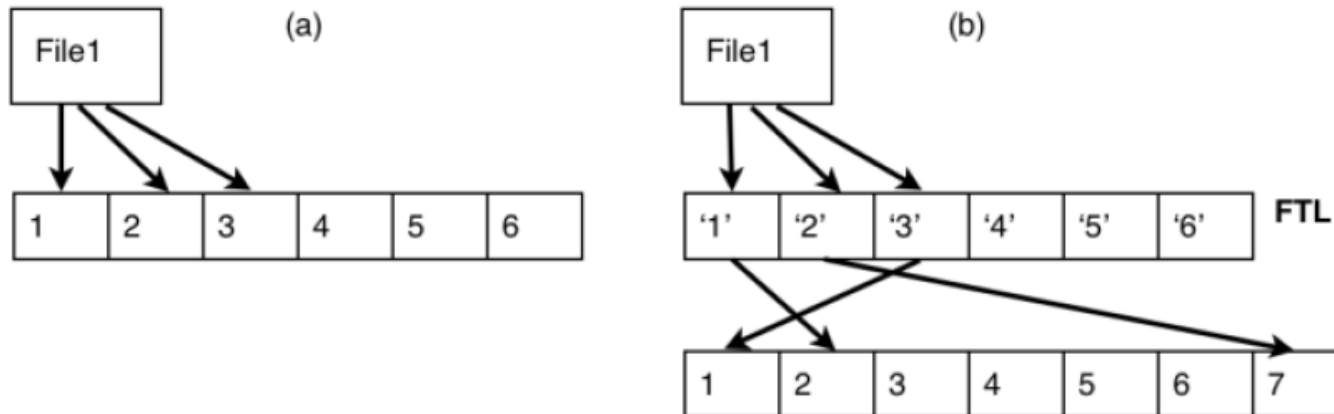 (a) (b)
File1 File1
1 2 3 4 5 6 ‘1’ ‘2’ ‘3’ ‘4’ ‘5’ ‘6’ FTL
1 2 3 4 5 6 7